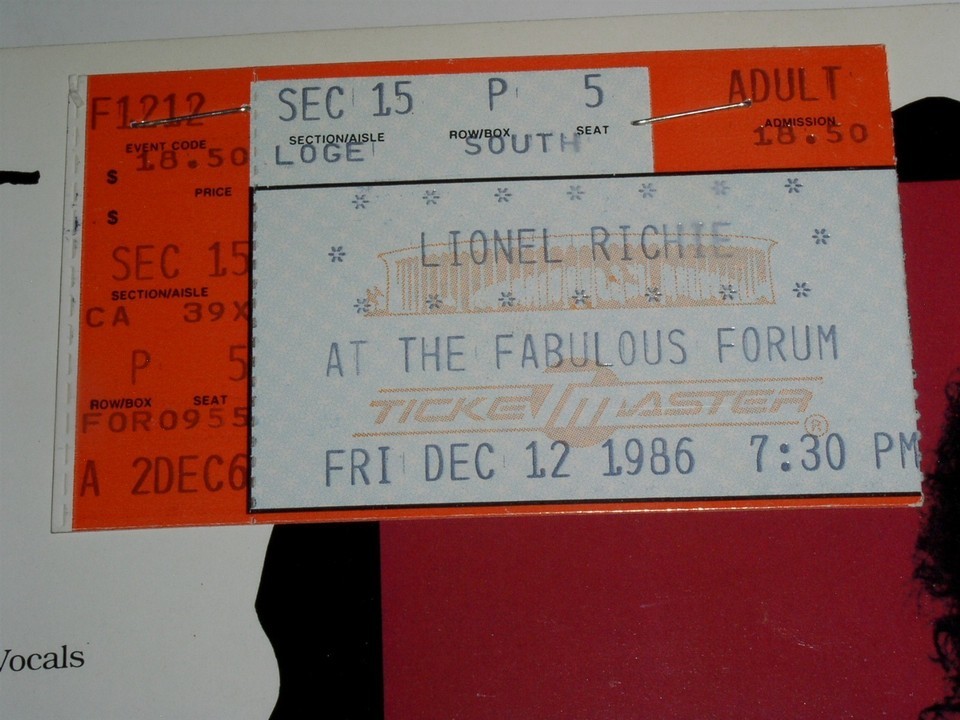 F1212
EVENT CODE
18.50
$
PRICE
$
SEC 15
SECTION/AISLE
CA 39X
P 5
ROW/BOX SEAT
FOR0955
A 2DEC6
SEC 15 P 5 ADULT
SECTION/AISLE ROW/BOX SEAT ADMISSION
LOGE SOUTH 18.50
LIONEL RICHIE
AT THE FABULOUS FORUM
TICKETMASTER ®
FRI DEC 12 1986 7:30 PM
Vocals